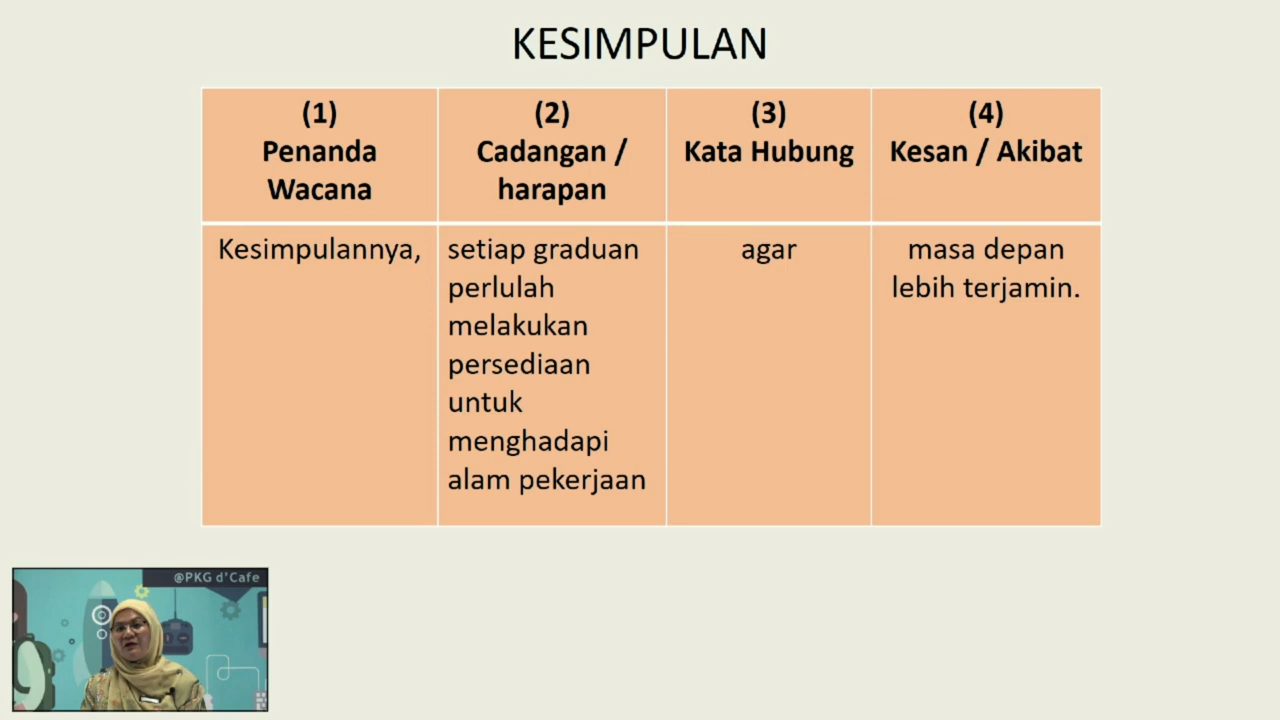 KESIMPULAN
(1)
Penanda
Wacana
(2)
Cadangan /
harapan
(3)
Kata Hubung
(4)
Kesan / Akibat
Kesimpulannya,
setiap graduan
perlulah
melakukan
persediaan
untuk
menghadapi
alam pekerjaan
agar
masa depan
lebih terjamin.
@PKG d'Cafe